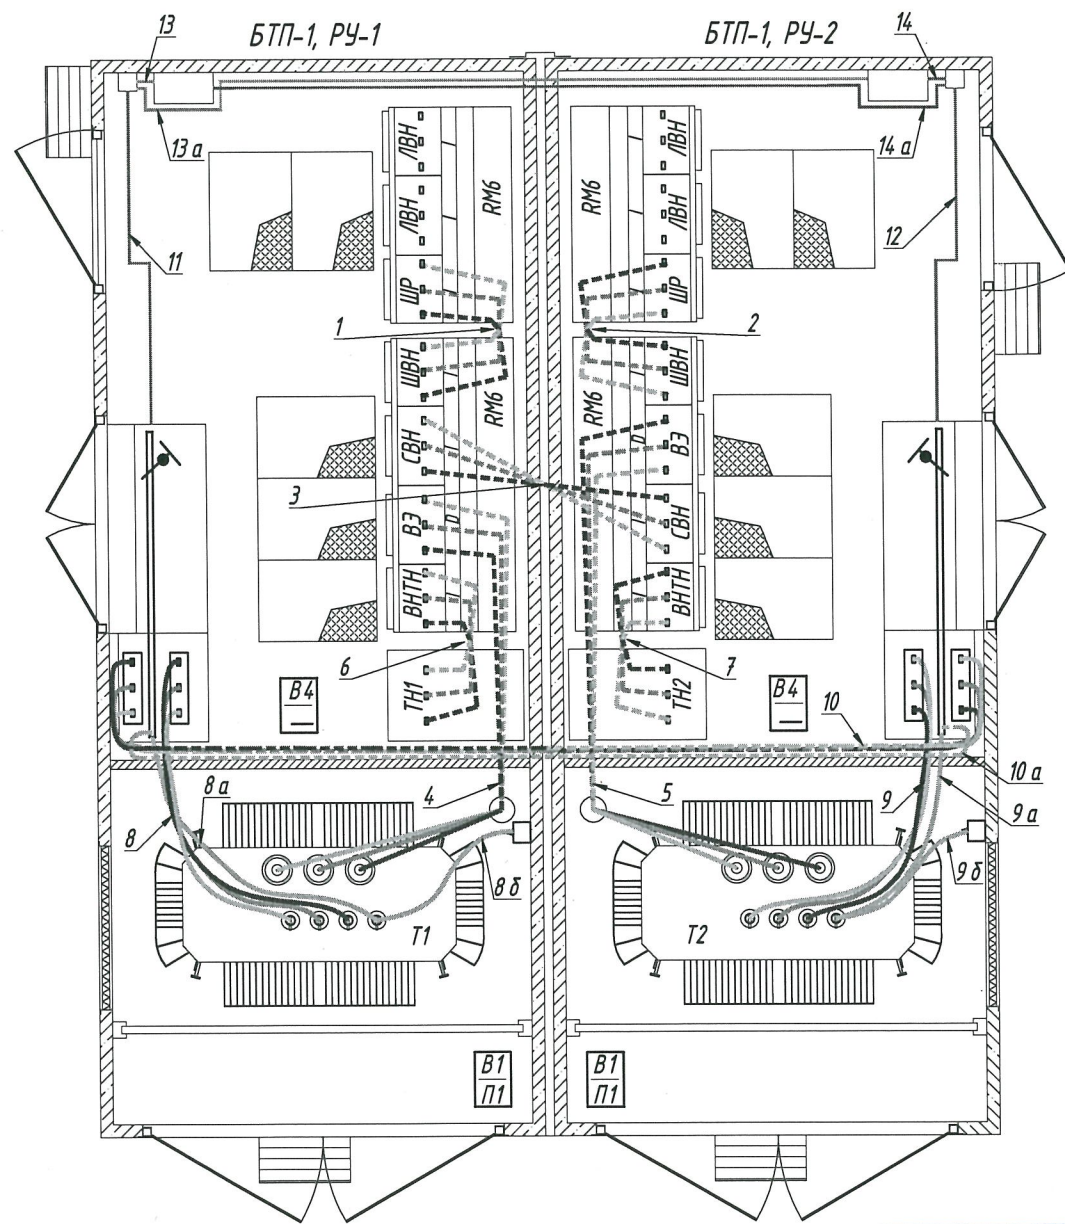 БТП-1, РУ-1
БТП-1, РУ-2
13
14
13 а
14 а
ЛВН
ЛВН
ШР
RM6
RM6
ЛВН
ЛВН
ШР
11
12
1
2
ШВН
СВН
ВЭ
ВНТН
RM6
D
RM6
D
ШВН
ВЭ
СВН
ВНТН
3
6
7
ТН1
ТН2
В4
В4
10
10 а
4
5
8
8 а
8 б
9
9 а
9 б
Т1
Т2
В1
П1
В1
П1